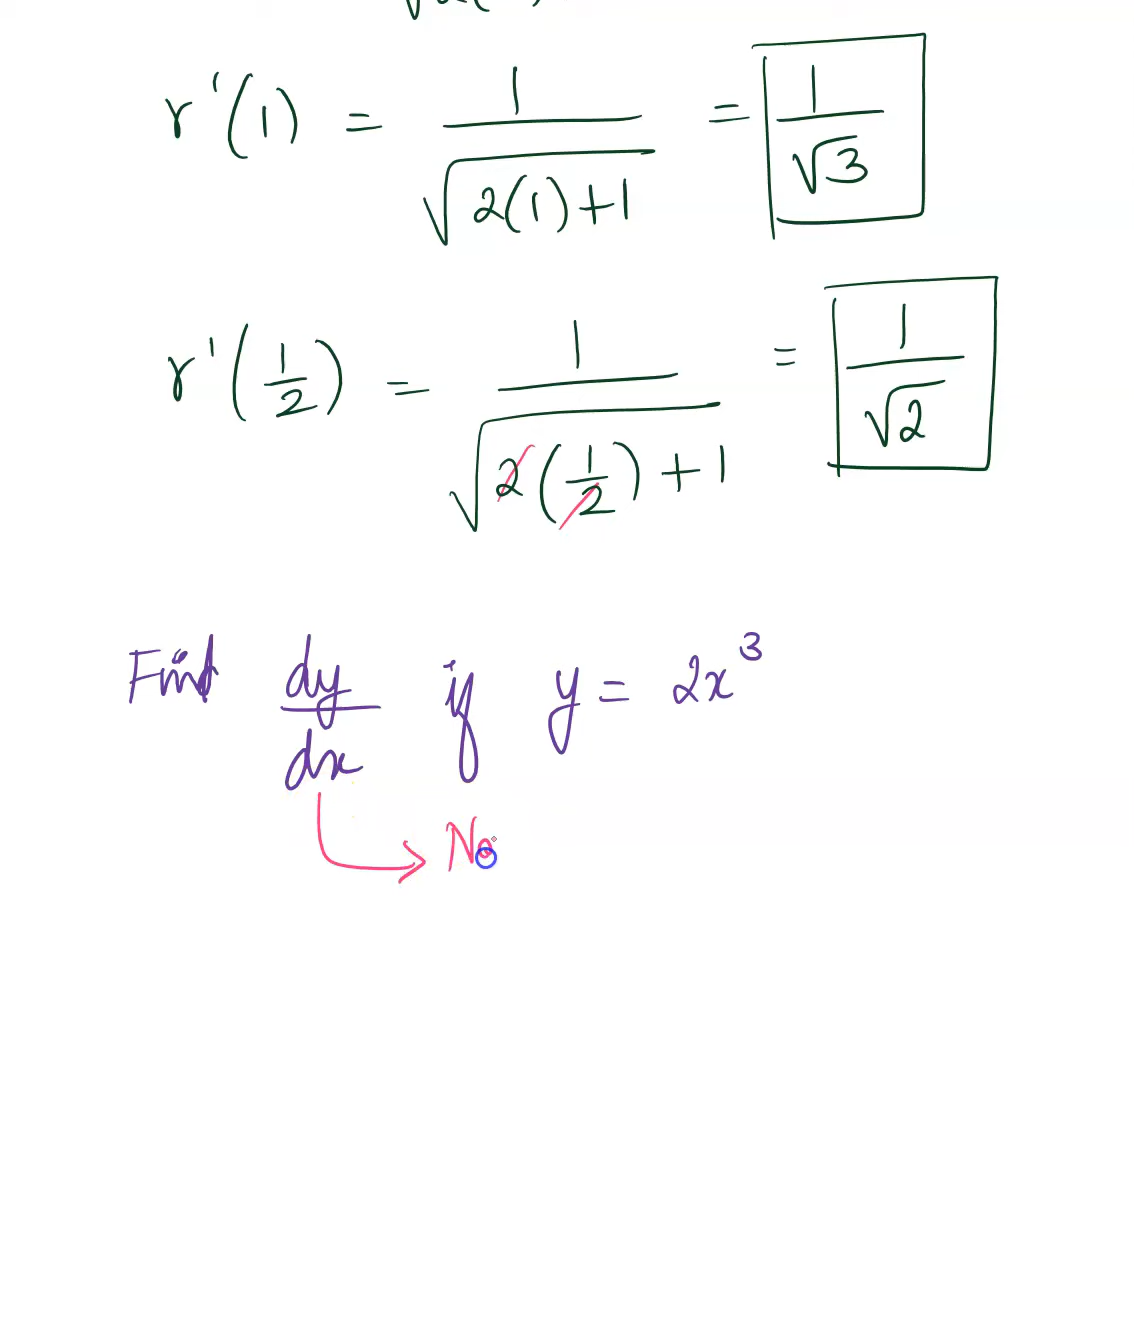 r'(1) = 1/√(2(1)+1) = 1/√3
r'(1/2) = 1/√(2(1/2)+1) = 1/√2
Find dy/dx if y = 2x³
No